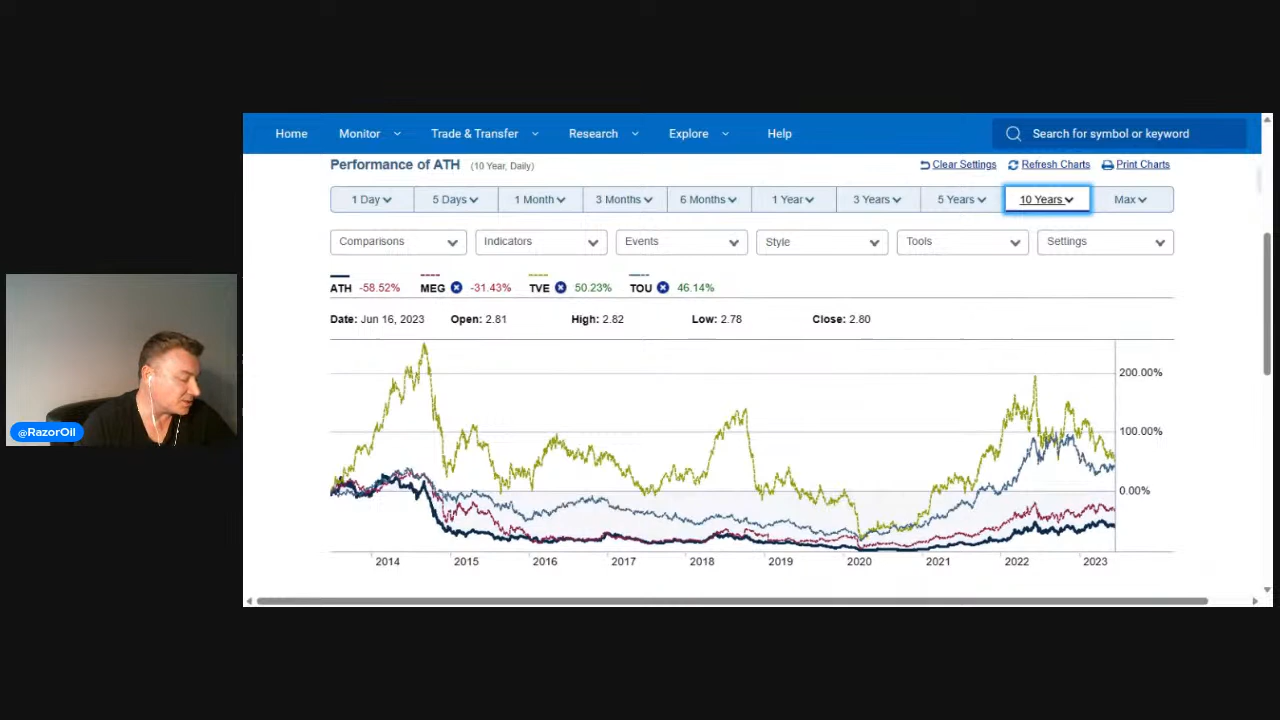 Home Monitor Trade & Transfer Research Explore Help Search for symbol or keyword
Performance of ATH (10 Year, Daily) Clear Settings Refresh Charts Print Charts
1 Day 5 Days 1 Month 3 Months 6 Months 1 Year 3 Years 5 Years 10 Years Max
Comparisons Indicators Events Style Tools Settings
ATH -58.52% MEG -31.43% TVE 50.23% TOU 46.14%
Date: Jun 16, 2023 Open: 2.81 High: 2.82 Low: 2.78 Close: 2.80
200.00%
100.00%
0.00%
2014 2015 2016 2017 2018 2019 2020 2021 2022 2023
@RazorOil